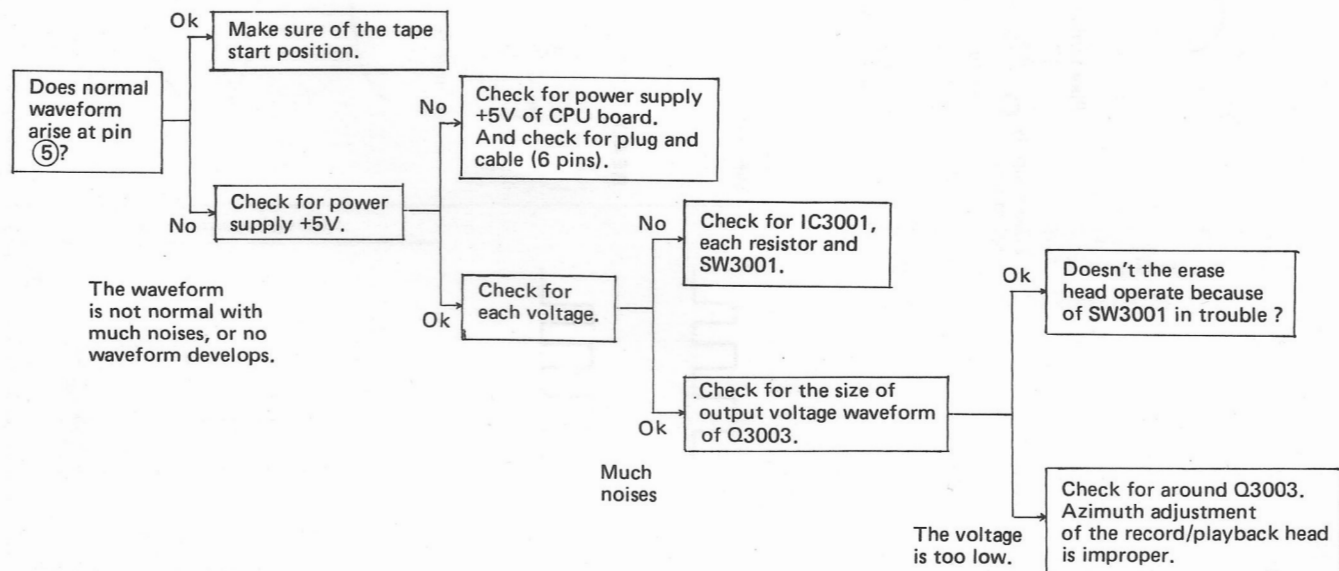 Ok
Make sure of the tape
start position.
Does normal
waveform
arise at pin
⑤?
No
Check for power
supply +5V.
The waveform
is not normal with
much noises, or no
waveform develops.
No
Check for power supply
+5V of CPU board.
And check for plug and
cable (6 pins).
Ok
Check for
each voltage.
No
Check for IC3001,
each resistor and
SW3001.
Ok
Check for the size of
output voltage waveform
of Q3003.
Much
noises
Ok
Doesn't the erase
head operate because
of SW3001 in trouble ?
The voltage
is too low.
Check for around Q3003.
Azimuth adjustment
of the record/playback head
is improper.